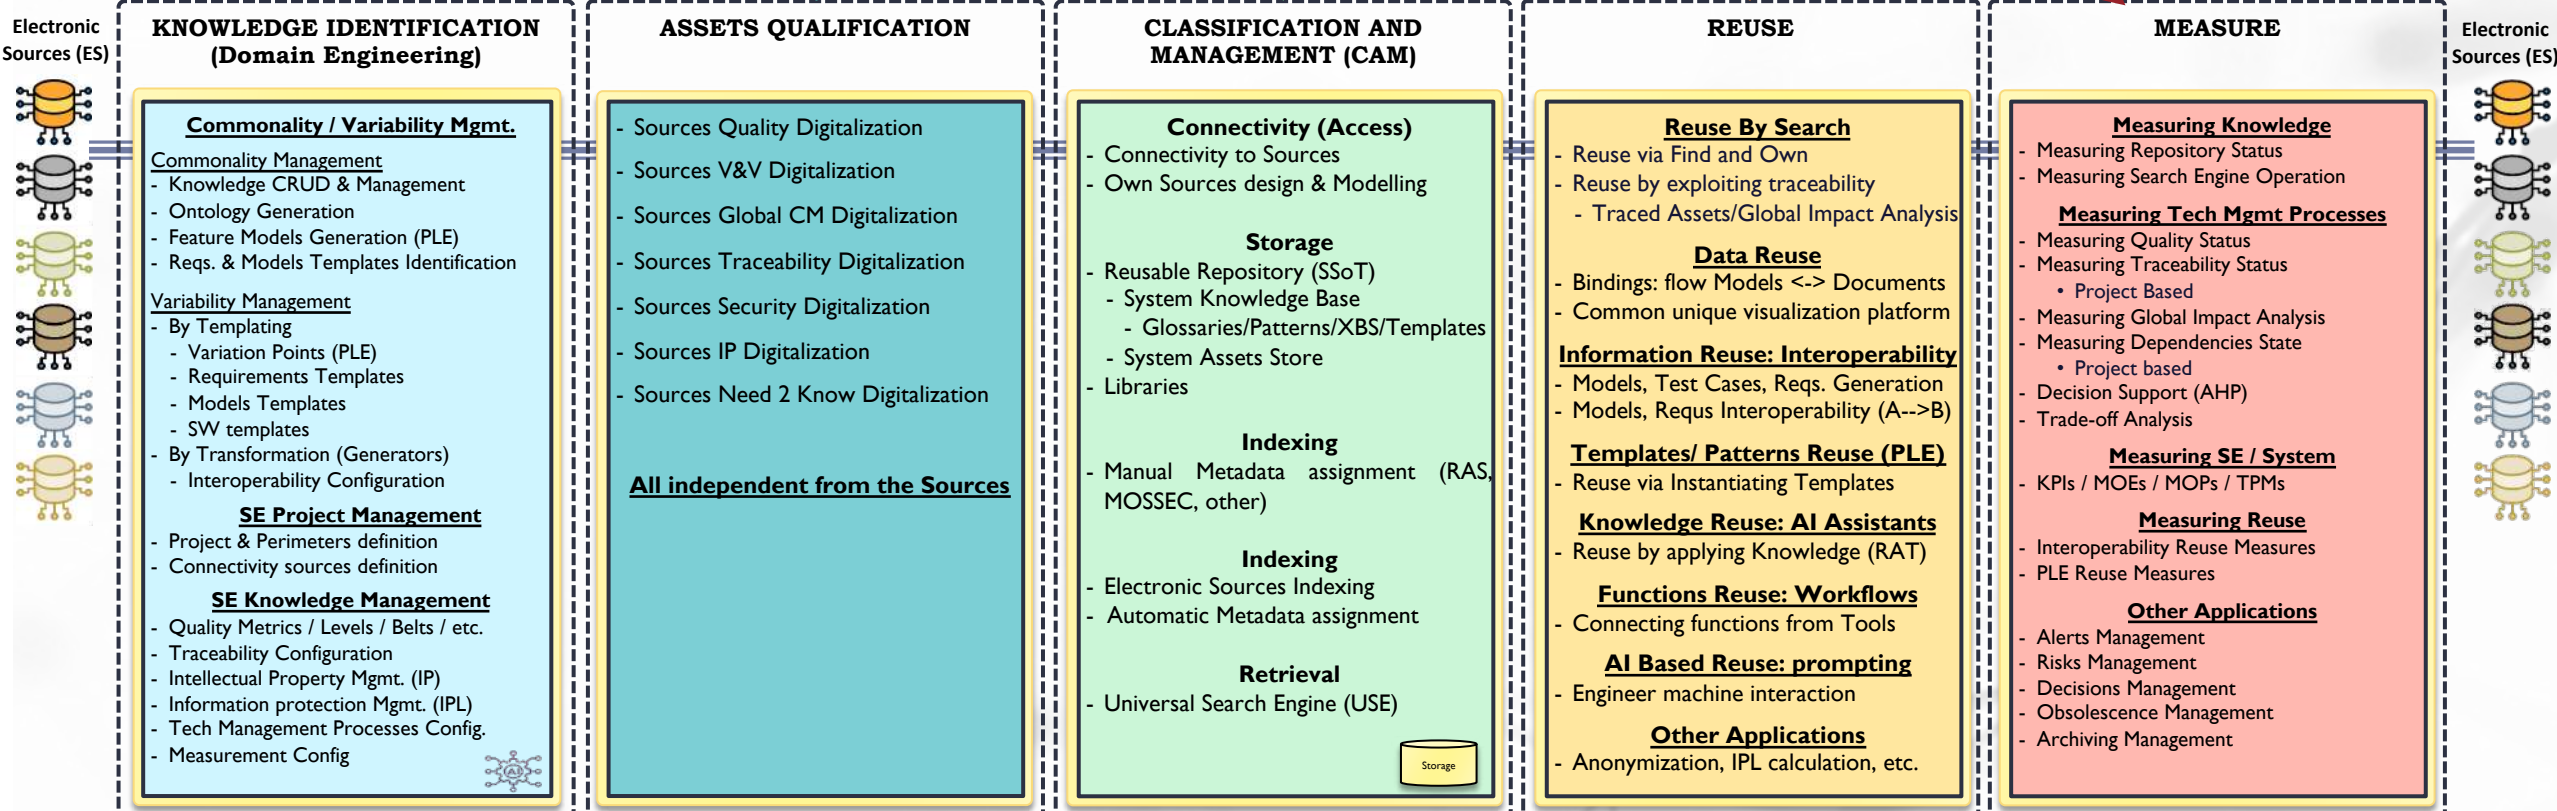 Electronic
Sources (ES)
KNOWLEDGE IDENTIFICATION
(Domain Engineering)
Commonality / Variability Mgmt.
Commonality Management
- Knowledge CRUD & Management
- Ontology Generation
- Feature Models Generation (PLE)
- Reqs. & Models Templates Identification
Variability Management
- By Templating
- Variation Points (PLE)
- Requirements Templates
- Models Templates
- SW templates
- By Transformation (Generators)
- Interoperability Configuration
SE Project Management
- Project & Perimeters definition
- Connectivity sources definition
SE Knowledge Management
- Quality Metrics / Levels / Belts / etc.
- Traceability Configuration
- Intellectual Property Mgmt. (IP)
- Information protection Mgmt. (IPL)
- Tech Management Processes Config.
- Measurement Config
AI
ASSETS QUALIFICATION
- Sources Quality Digitalization
- Sources V&V Digitalization
- Sources Global CM Digitalization
- Sources Traceability Digitalization
- Sources Security Digitalization
- Sources IP Digitalization
- Sources Need 2 Know Digitalization
All independent from the Sources
CLASSIFICATION AND
MANAGEMENT (CAM)
Connectivity (Access)
- Connectivity to Sources
- Own Sources design & Modelling
Storage
- Reusable Repository (SSoT)
- System Knowledge Base
- Glossaries/Patterns/XBS/Templates
- System Assets Store
- Libraries
Indexing
- Manual Metadata assignment (RAS,
MOSSEC, other)
Indexing
- Electronic Sources Indexing
- Automatic Metadata assignment
Retrieval
- Universal Search Engine (USE)
Storage
REUSE
Reuse By Search
- Reuse via Find and Own
- Reuse by exploiting traceability
- Traced Assets/Global Impact Analysis
Data Reuse
- Bindings: flow Models <-> Documents
- Common unique visualization platform
Information Reuse: Interoperability
- Models, Test Cases, Reqs. Generation
- Models, Requs Interoperability (A-->B)
Templates/ Patterns Reuse (PLE)
- Reuse via Instantiating Templates
Knowledge Reuse: AI Assistants
- Reuse by applying Knowledge (RAT)
Functions Reuse: Workflows
- Connecting functions from Tools
AI Based Reuse: prompting
- Engineer machine interaction
Other Applications
- Anonymization, IPL calculation, etc.
MEASURE
Measuring Knowledge
- Measuring Repository Status
- Measuring Search Engine Operation
Measuring Tech Mgmt Processes
- Measuring Quality Status
- Measuring Traceability Status
• Project Based
- Measuring Global Impact Analysis
- Measuring Dependencies State
• Project based
- Decision Support (AHP)
- Trade-off Analysis
Measuring SE / System
- KPIs / MOEs / MOPs / TPMs
Measuring Reuse
- Interoperability Reuse Measures
- PLE Reuse Measures
Other Applications
- Alerts Management
- Risks Management
- Decisions Management
- Obsolescence Management
- Archiving Management
Electronic
Sources (ES)